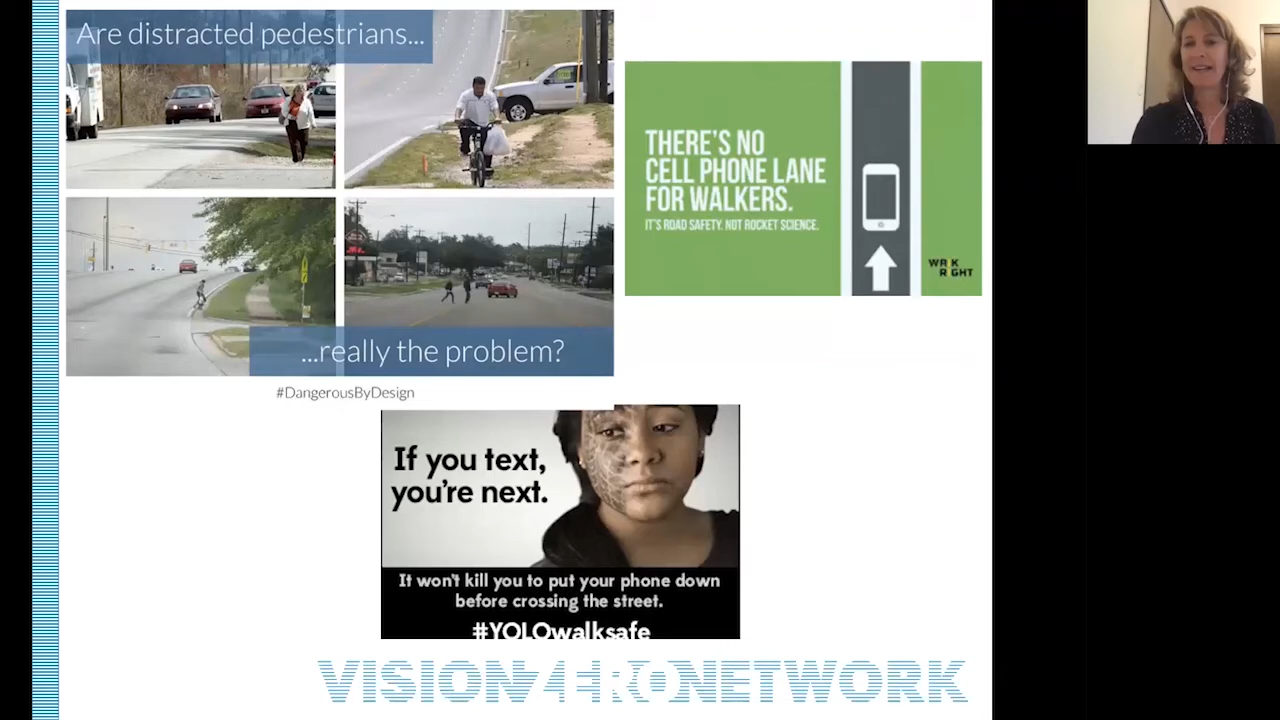 Are distracted pedestrians...
...really the problem?
#DangerousByDesign
THERE'S NO
CELL PHONE LANE
FOR WALKERS.
IT'S ROAD SAFETY. NOT ROCKET SCIENCE.
WALK
RIGHT
If you text,
you're next.
It won't kill you to put your phone down
before crossing the street.
#YOLOwalksafe
VISION ZERO NETWORK